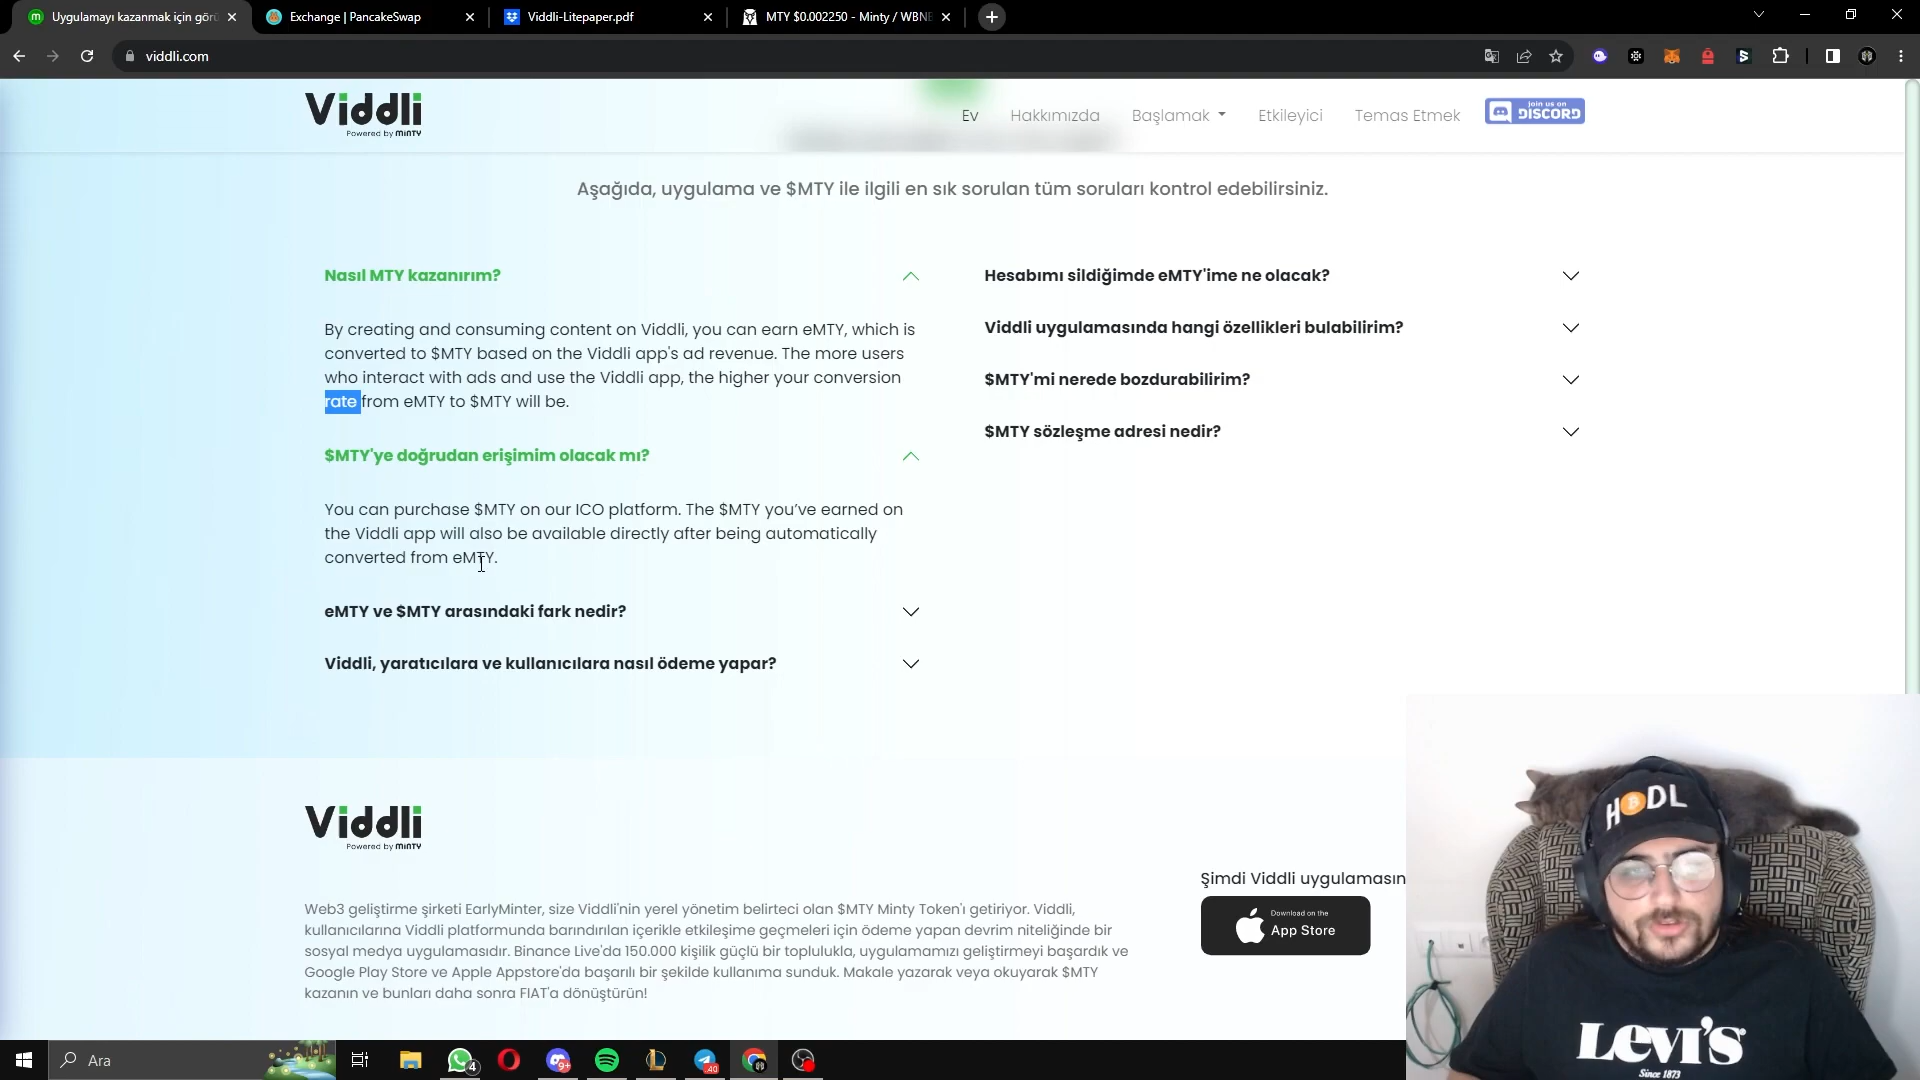 Uygulamayı kazanmak için görü
Exchange | PancakeSwap
Viddli-Litepaper.pdf
MTY $0.002250 - Minty / WBNB
viddli.com
Viddli
Powered by MINTY
Ev
Hakkımızda
Başlamak
Etkileyici
Temas Etmek
join us on
DISCORD
Aşağıda, uygulama ve $MTY ile ilgili en sık sorulan tüm soruları kontrol edebilirsiniz.
Nasıl MTY kazanırım?
By creating and consuming content on Viddli, you can earn eMTY, which is
converted to $MTY based on the Viddli app's ad revenue. The more users
who interact with ads and use the Viddli app, the higher your conversion
rate from eMTY to $MTY will be.
$MTY'ye doğrudan erişimim olacak mı?
You can purchase $MTY on our ICO platform. The $MTY you’ve earned on
the Viddli app will also be available directly after being automatically
converted from eMTY.
eMTY ve $MTY arasındaki fark nedir?
Viddli, yaratıcılara ve kullanıcılara nasıl ödeme yapar?
Hesabımı sildiğimde eMTY'ime ne olacak?
Viddli uygulamasında hangi özellikleri bulabilirim?
$MTY'mi nerede bozdurabilirim?
$MTY sözleşme adresi nedir?
Viddli
Powered by MINTY
Web3 geliştirme şirketi EarlyMinter, size Viddli'nin yerel yönetim belirteci olan $MTY Minty Token'ı getiriyor. Viddli,
kullanıcılarına Viddli platformunda barındırılan içerikle etkileşime geçmeleri için ödeme yapan devrim niteliğinde bir
sosyal medya uygulamasıdır. Binance Live'da 150.000 kişilik güçlü bir toplulukla, uygulamamızı geliştirmeyi başardık ve
Google Play Store ve Apple Appstore'da başarılı bir şekilde kullanıma sunduk. Makale yazarak veya okuyarak $MTY
kazanın ve bunları daha sonra FIAT'a dönüştürün!
Şimdi Viddli uygulamasın
Download on the
App Store
HODL
LEVI'S
Since 1873
Ara
4
9+
40